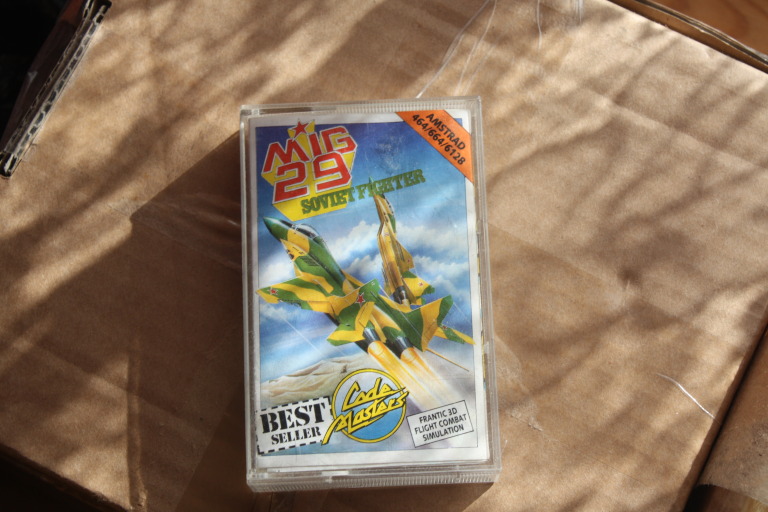 MiG
29
SOVIET FIGHTER
AMSTRAD
464/664/6128
BEST
SELLER
Code
Masters
FRANTIC 3D
FLIGHT COMBAT
SIMULATION